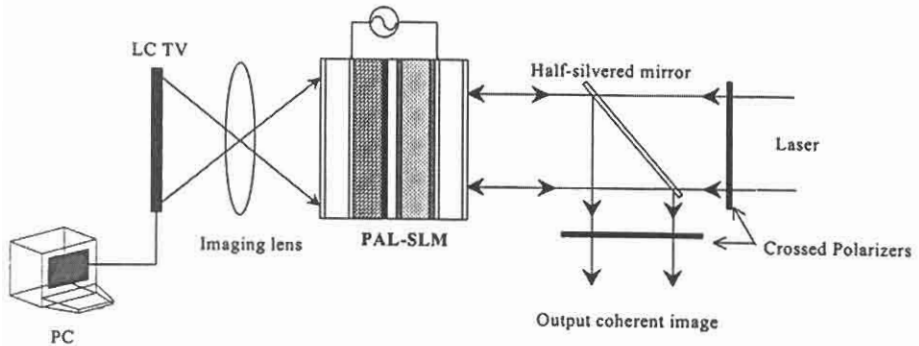 LC TV
Half-silvered mirror
Laser
Imaging lens
PAL-SLM
Crossed Polarizers
PC
Output coherent image